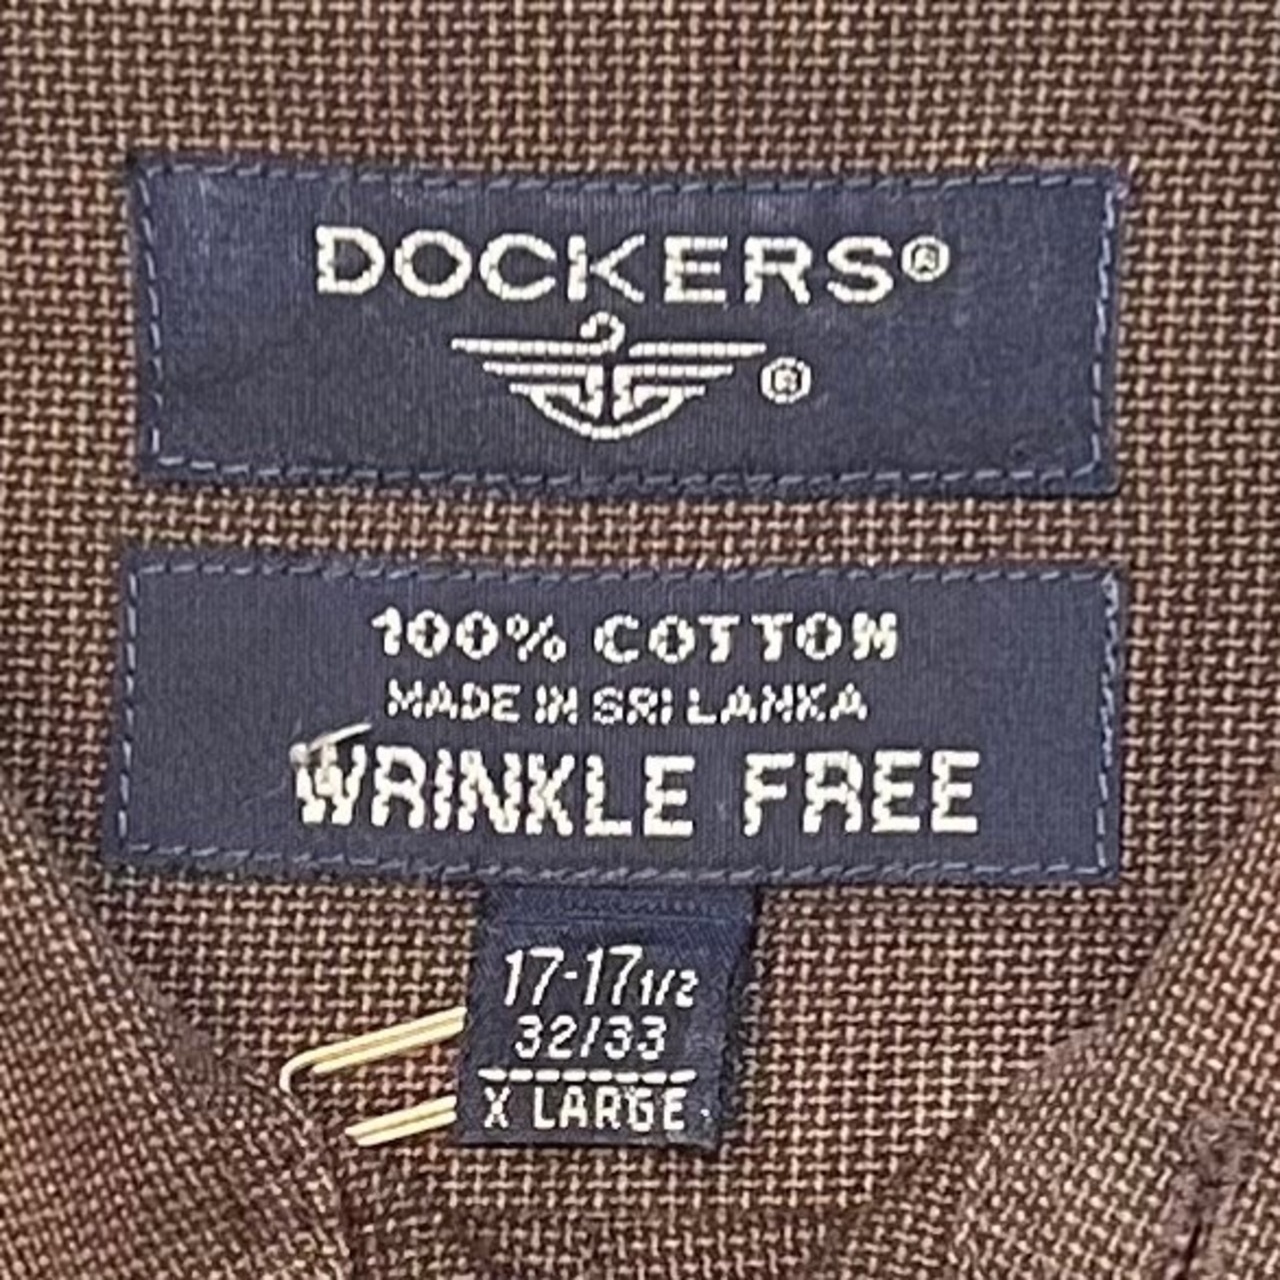 DOCKERS®
®
100% COTTON
MADE IN SRI LANKA
WRINKLE FREE
17-17 1/2
32/33
X LARGE